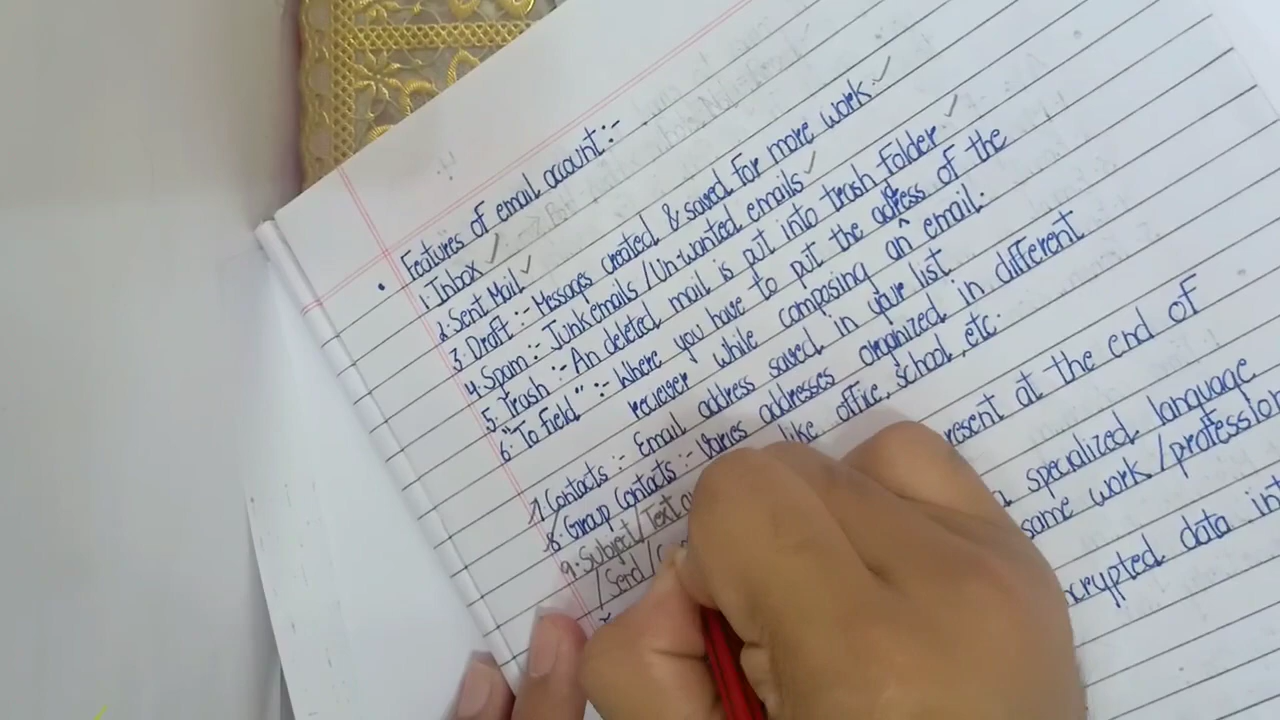 • Features of email account:-
1. Inbox ✓
2. Sent Mail ✓
3. Draft :- Messages created & saved for more work. ✓
4. Spam :- Junk emails / Un-wanted emails ✓
5. Trash :- An deleted mail is put into trash folder. ✓
6. "To field" :- Where you have to put the adress of the
reciever while composing an email.
7. Contacts :- Email address saved in your list
8. Group Contacts :- Varies addresses organized in different
like office, school, etc.
9. Subject / Text
/ Send /
resent at the end of
a specialized language
same work / profession
ncrypted data int